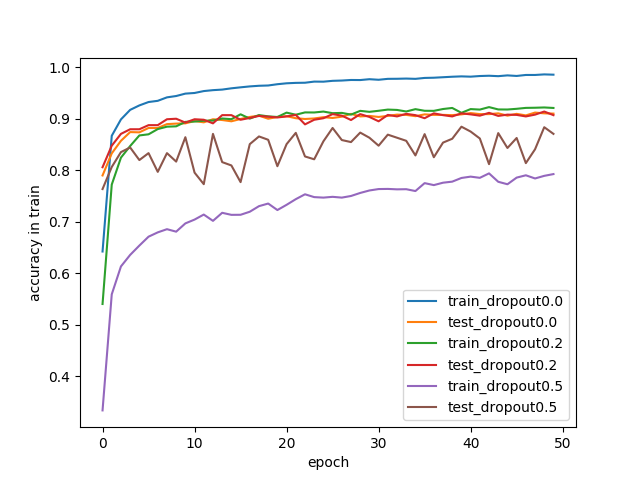 1.0
0.9
0.8
0.7
0.6
0.5
0.4
accuracy in train
0 10 20 30 40 50
epoch
train_dropout0.0
test_dropout0.0
train_dropout0.2
test_dropout0.2
train_dropout0.5
test_dropout0.5